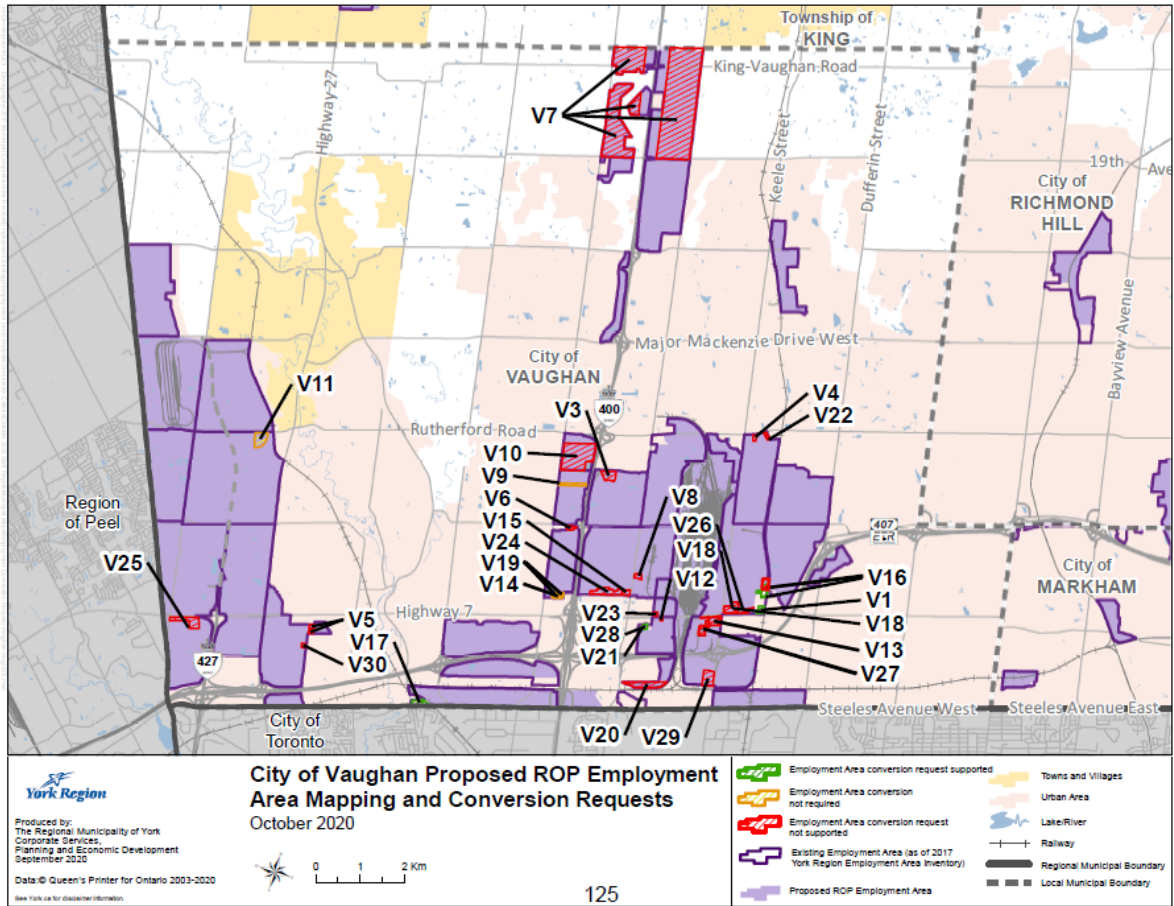 Township of
KING
King-Vaughan Road
Highway 27
V7
Keele Street
Dufferin Street
19th Ave
City of
RICHMOND
HILL
Bayview Avenue
Major Mackenzie Drive West
City of
VAUGHAN
400
V11
V3
V4
V22
Rutherford Road
V10
V9
V6
V15
V24
V19
V14
V8
V26
V18
V12
407
ETR
Region
of Peel
V25
City of
MARKHAM
V16
V1
V18
V13
V27
Highway 7
V23
V28
V21
V5
V17
V30
427
City of
Toronto
V20
V29
Steeles Avenue West
Steeles Avenue East
York Region
Produced by:
The Regional Municipality of York
Corporate Services,
Planning and Economic Development
September 2020
Data:© Queen's Printer for Ontario 2003-2020
See York.ca for disclaimer information.
City of Vaughan Proposed ROP Employment
Area Mapping and Conversion Requests
October 2020
0 1 2 Km
125
Employment Area conversion request supported
Employment Area conversion
not required
Employment Area conversion request
not supported
Existing Employment Area (as of 2017
York Region Employment Area Inventory)
Proposed ROP Employment Area
Towns and Villages
Urban Area
Lake/River
Railway
Regional Municipal Boundary
Local Municipal Boundary